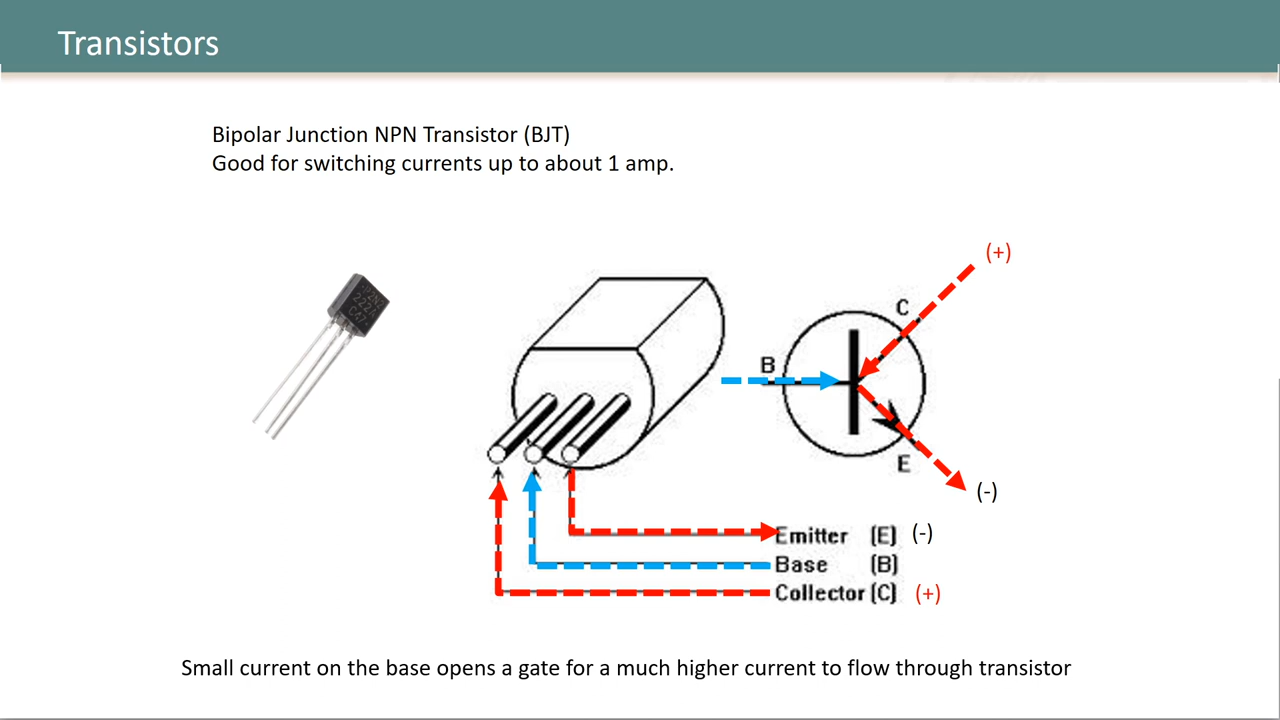 Transistors
Bipolar Junction NPN Transistor (BJT)
Good for switching currents up to about 1 amp.
(+)
C
B
E
(-)
Emitter (E) (-)
Base (B)
Collector (C) (+)
2222
Small current on the base opens a gate for a much higher current to flow through transistor